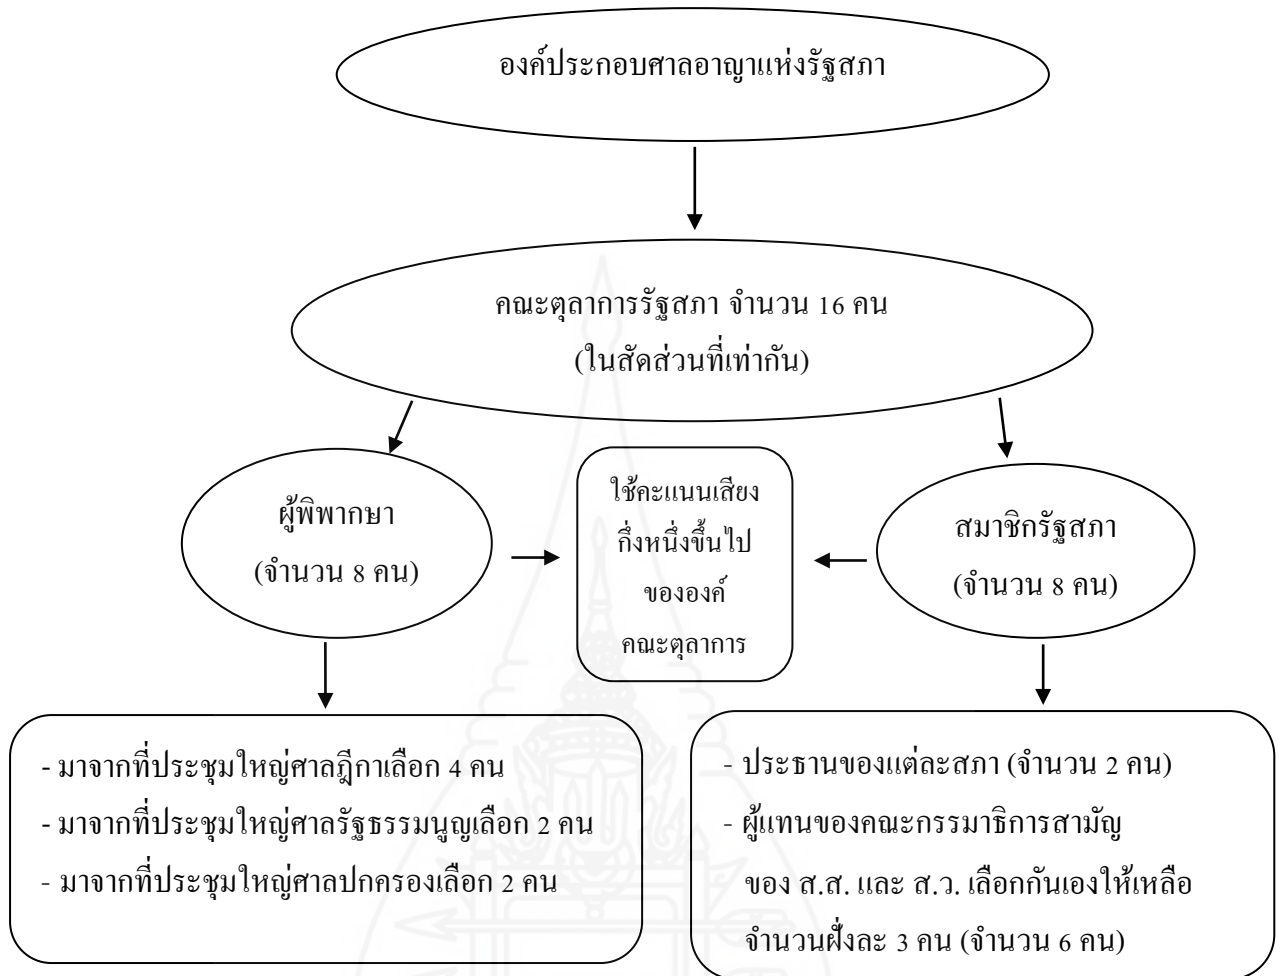 องค์ประกอบศาลอาญาแห่งรัฐสภา
คณะตุลาการรัฐสภา จำนวน 16 คน
(ในสัดส่วนที่เท่ากัน)
ผู้พิพากษา
(จำนวน 8 คน)
ใช้คะแนนเสียง
กึ่งหนึ่งขึ้นไป
ขององค์
คณะตุลาการ
สมาชิกรัฐสภา
(จำนวน 8 คน)
- มาจากที่ประชุมใหญ่ศาลฎีกาเลือก 4 คน
- มาจากที่ประชุมใหญ่ศาลรัฐธรรมนูญเลือก 2 คน
- มาจากที่ประชุมใหญ่ศาลปกครองเลือก 2 คน
- ประธานของแต่ละสภา (จำนวน 2 คน)
- ผู้แทนของคณะกรรมาธิการสามัญ
ของ ส.ส. และ ส.ว. เลือกกันเองให้เหลือ
จำนวนฝั่งละ 3 คน (จำนวน 6 คน)